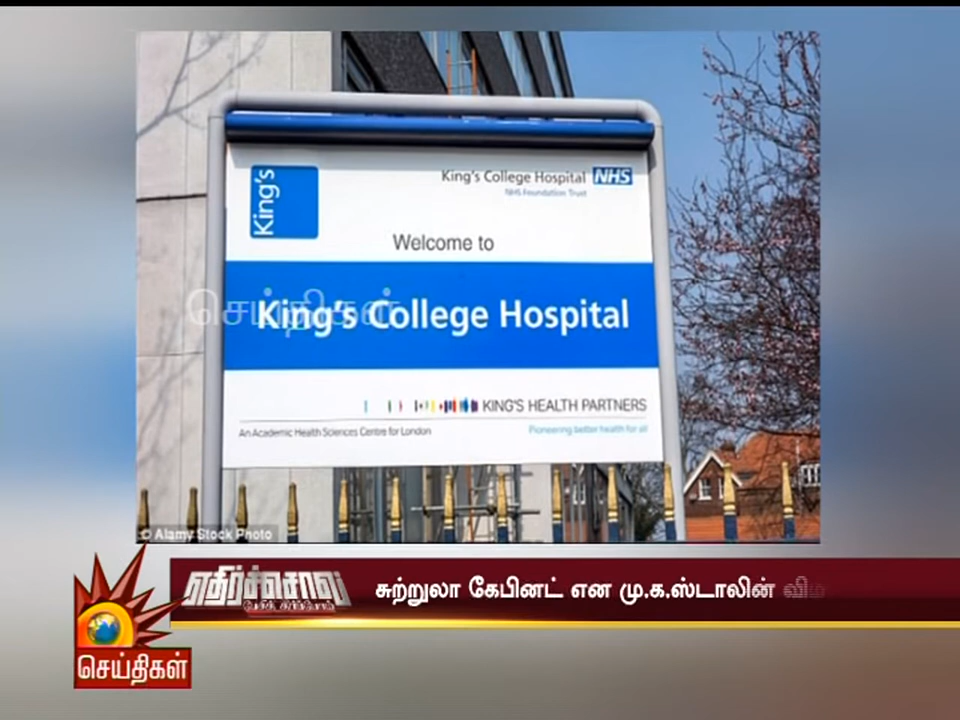 King's
King's College Hospital NHS
NHS Foundation Trust
Welcome to
King's College Hospital
செய்திகள்
KING'S HEALTH PARTNERS
An Academic Health Sciences Centre for London
Pioneering better health for all
© Alamy Stock Photo
எதிர்ச்சொல்
சுற்றுலா கேபினட் என மு.க.ஸ்டாலின்
செய்திகள்